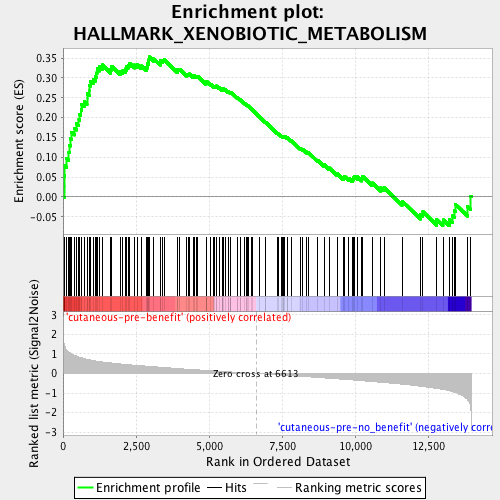 Enrichment plot:
HALLMARK_XENOBIOTIC_METABOLISM
Enrichment score (ES)
0.35
0.30
0.25
0.20
0.15
0.10
0.05
0.00
-0.05
'cutaneous-pre-benefit' (positively correlated)
Ranked list metric (Signal2Noise)
3
2
1
0
-1
-2
-3
Zero cross at 6613
'cutaneous-pre-no_benefit' (negatively corre
0
2,500
5,000
7,500
10,000
12,500
Rank in Ordered Dataset
Enrichment profile
Hits
Ranking metric scores